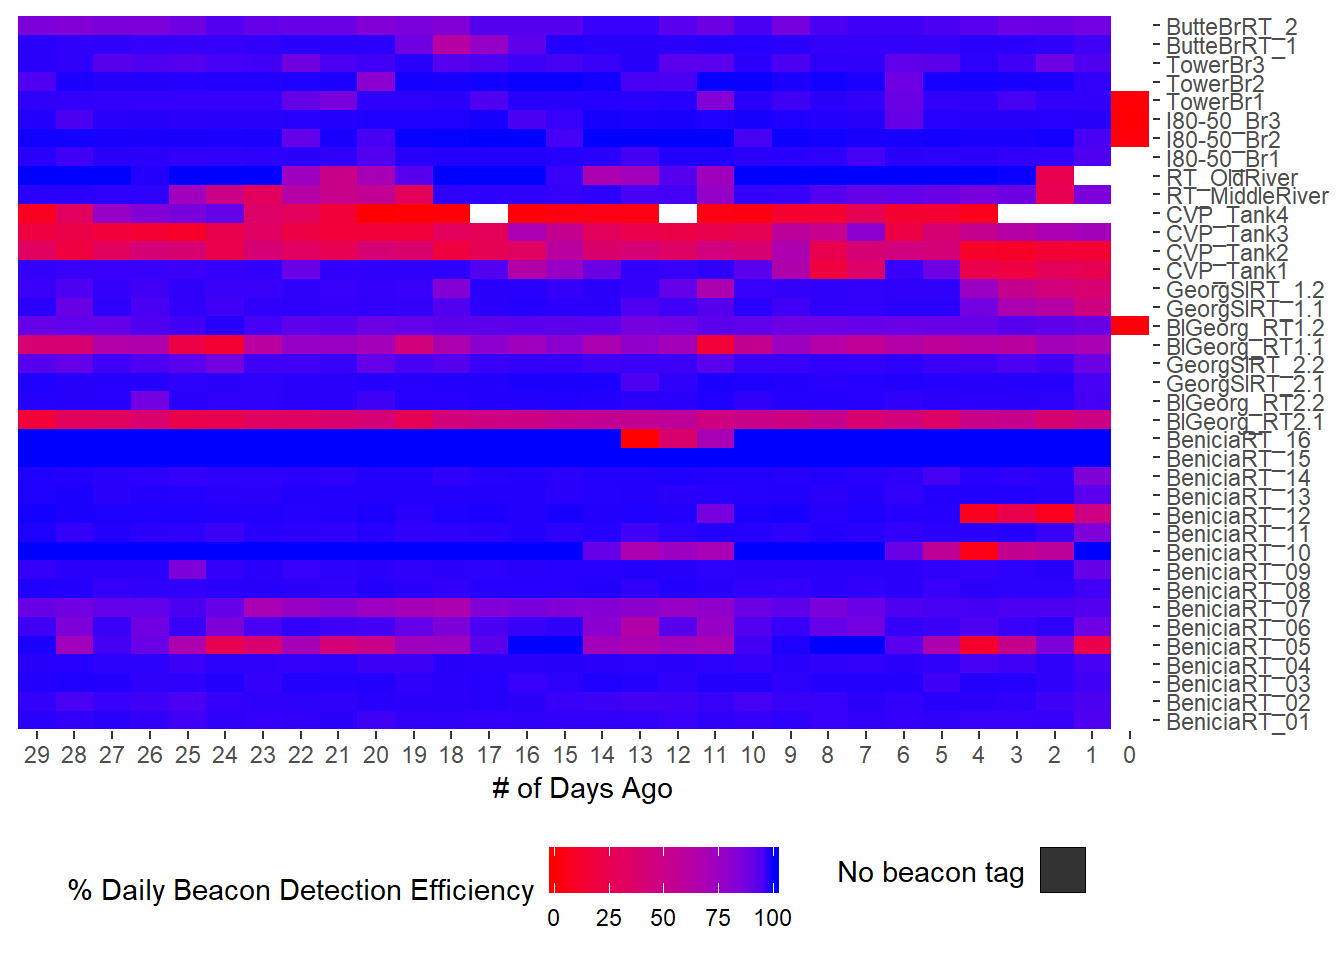 ButteBrRT_2
ButteBrRT_1
TowerBr3
TowerBr2
TowerBr1
I80-50_Br3
I80-50_Br2
I80-50_Br1
RT_OldRiver
RT_MiddleRiver
CVP_Tank4
CVP_Tank3
CVP_Tank2
CVP_Tank1
GeorgSlRT_1.2
GeorgSlRT_1.1
BlGeorg_RT1.2
BlGeorg_RT1.1
GeorgSlRT_2.2
GeorgSlRT_2.1
BlGeorg_RT2.2
BlGeorg_RT2.1
BeniciaRT_16
BeniciaRT_15
BeniciaRT_14
BeniciaRT_13
BeniciaRT_12
BeniciaRT_11
BeniciaRT_10
BeniciaRT_09
BeniciaRT_08
BeniciaRT_07
BeniciaRT_06
BeniciaRT_05
BeniciaRT_04
BeniciaRT_03
BeniciaRT_02
BeniciaRT_01
29 28 27 26 25 24 23 22 21 20 19 18 17 16 15 14 13 12 11 10 9 8 7 6 5 4 3 2 1 0
# of Days Ago
% Daily Beacon Detection Efficiency
0 25 50 75 100
No beacon tag